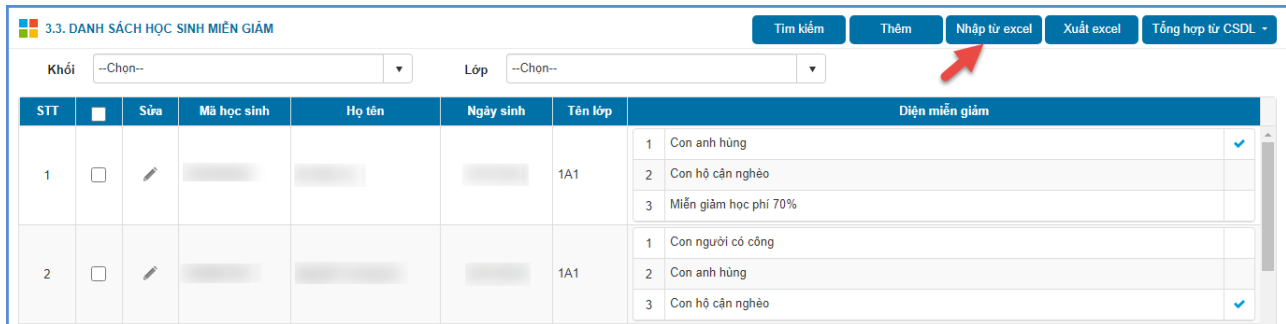 3.3. DANH SÁCH HỌC SINH MIỄN GIẢM Tìm kiếm Thêm Nhập từ excel Xuất excel Tổng hợp từ CSDL
Khối --Chọn-- Lớp --Chọn--
STT Sửa Mã học sinh Họ tên Ngày sinh Tên lớp Diện miễn giảm
1 1A1
1 Con anh hùng
2 Con hộ cận nghèo
3 Miễn giảm học phí 70%
2 1A1
1 Con người có công
2 Con anh hùng
3 Con hộ cận nghèo